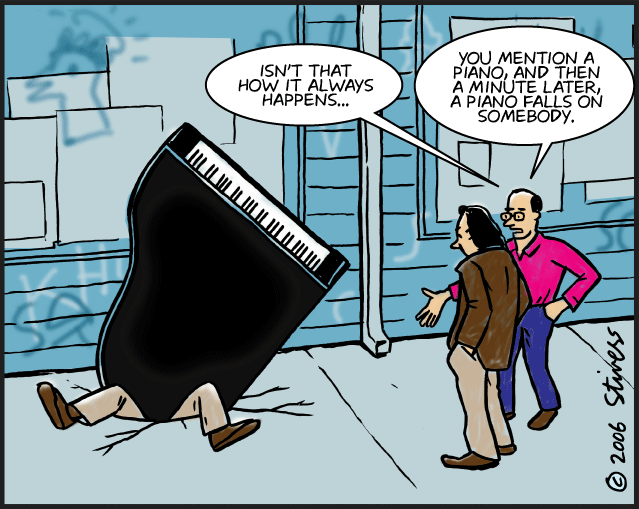 ISN'T THAT
HOW IT ALWAYS
HAPPENS...
YOU MENTION A
PIANO, AND THEN
A MINUTE LATER,
A PIANO FALLS ON
SOMEBODY.
© 2006 Stivers